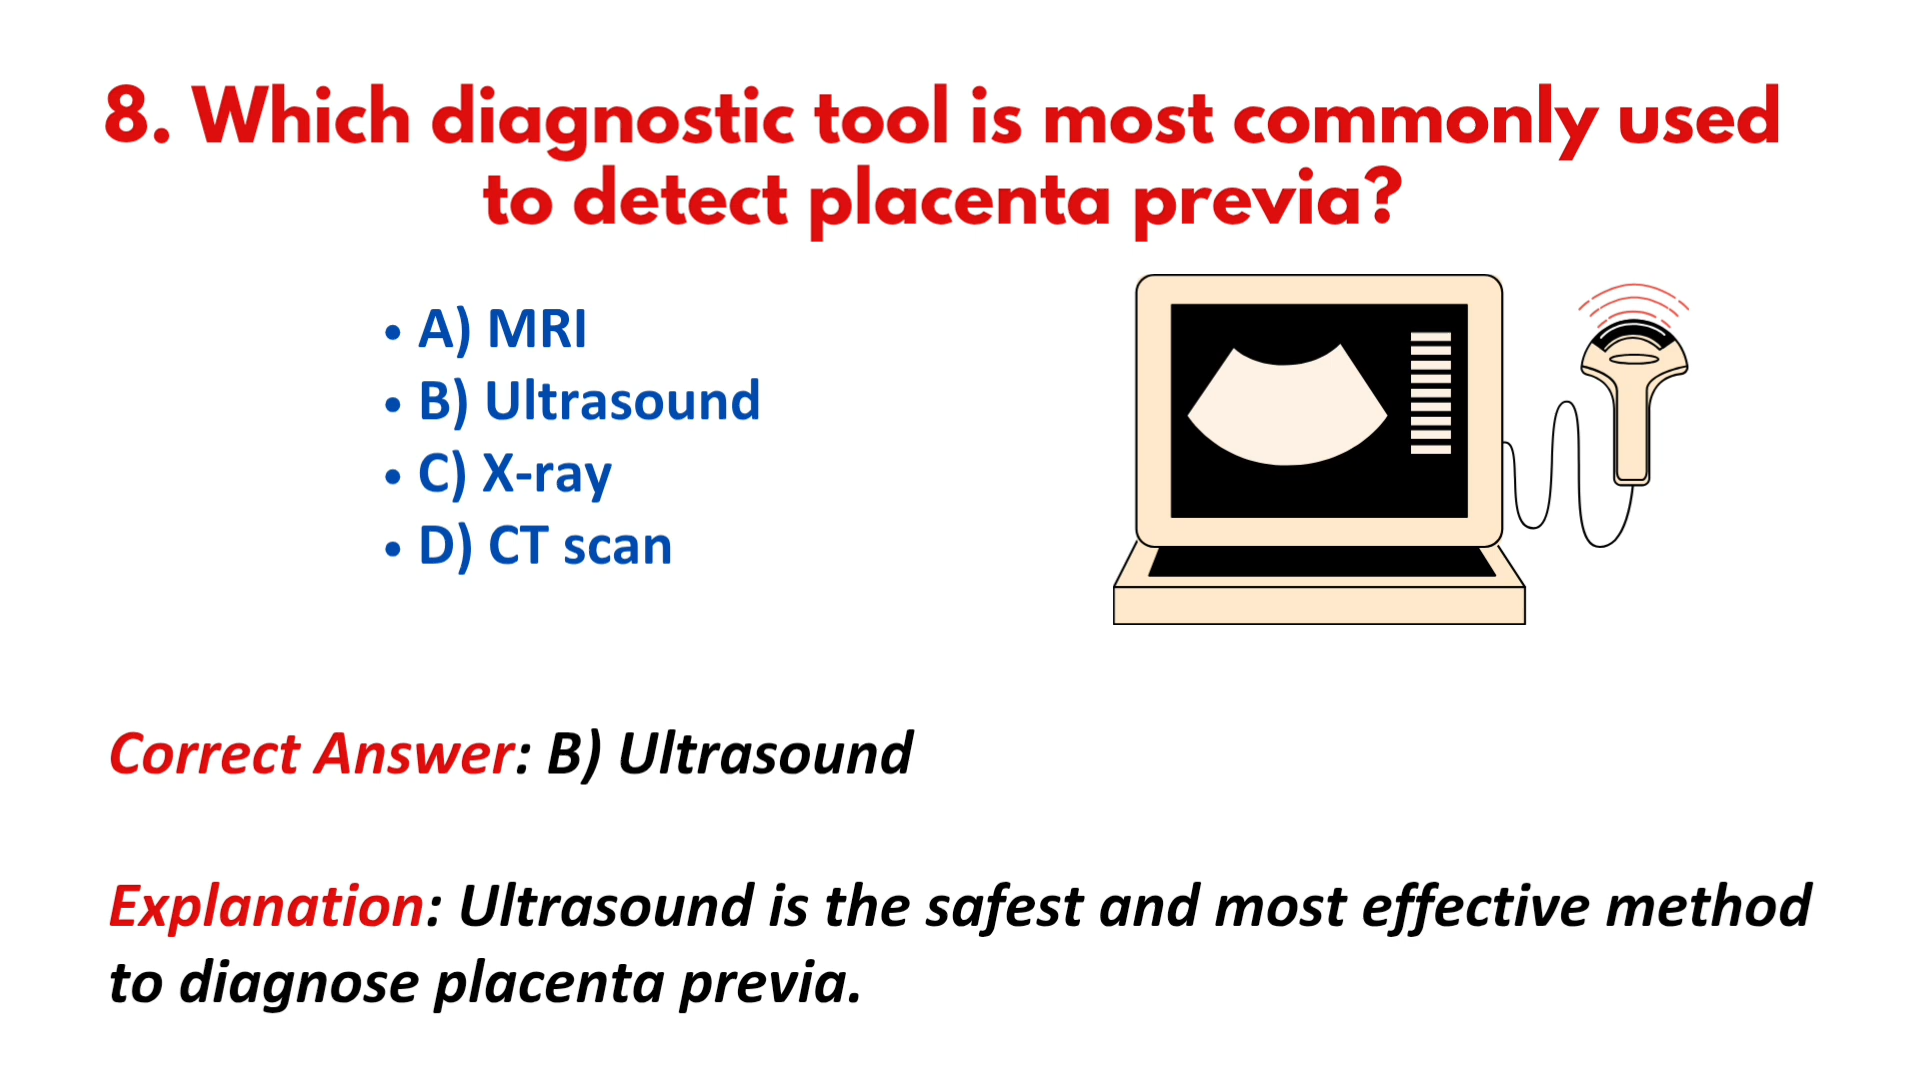 8. Which diagnostic tool is most commonly used
to detect placenta previa?
• A) MRI
• B) Ultrasound
• C) X-ray
• D) CT scan
Correct Answer: B) Ultrasound
Explanation: Ultrasound is the safest and most effective method
to diagnose placenta previa.